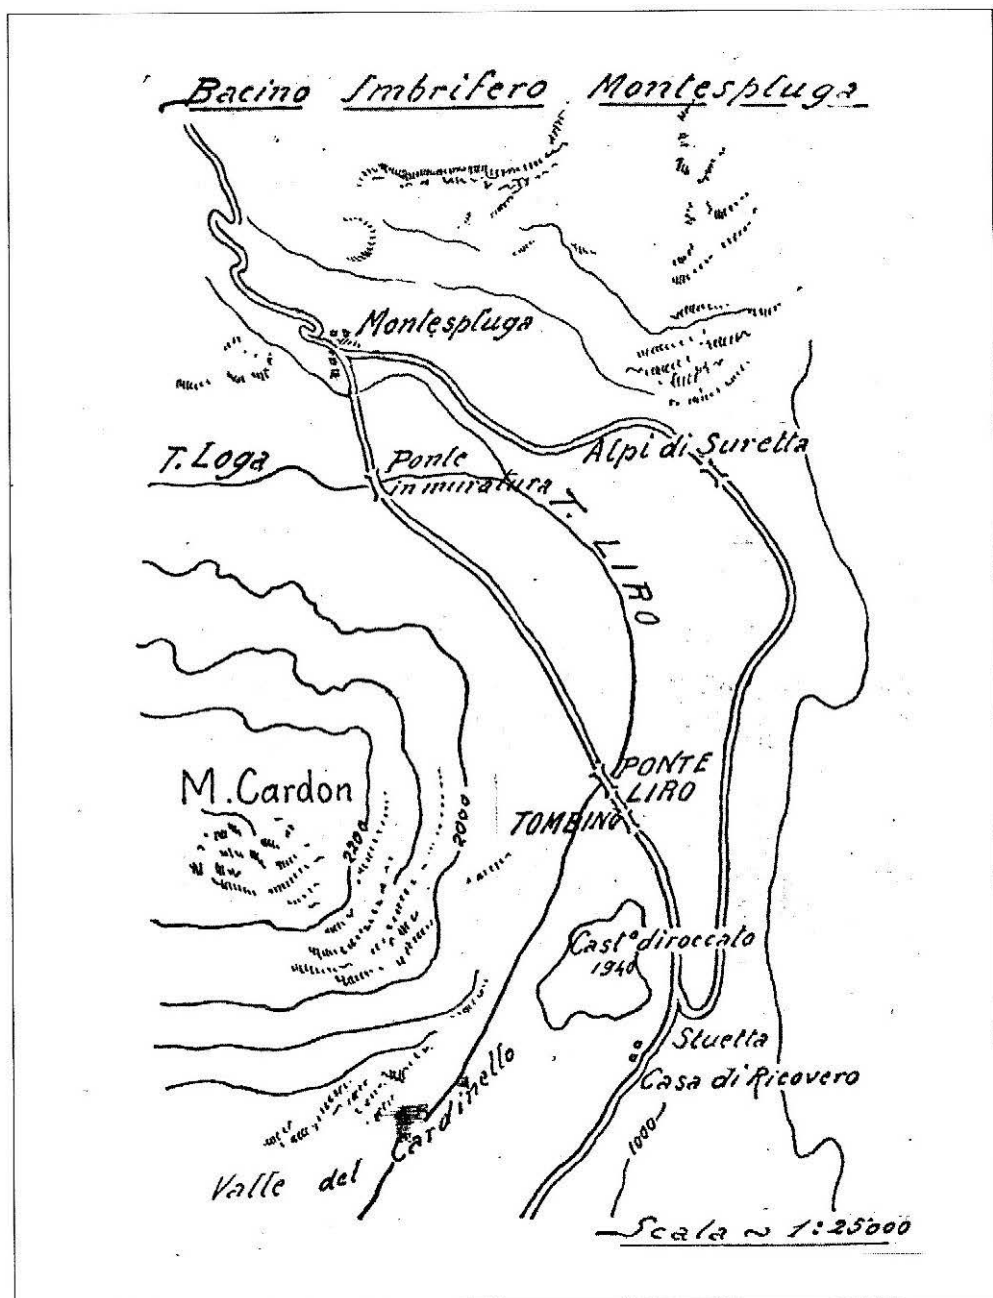 Bacino Imbrifero Montespluga
Montespluga
Alpi di Suretta
T. Loga
Ponte
in muratura
T. LIRO
M. Cardon
2200
2000
PONTE
LIRO
TOMBINO
Cast.º diroccato
1940
Stuetta
Casa di Ricovero
1000
Valle del Cardinello
Scala ~ 1:25000